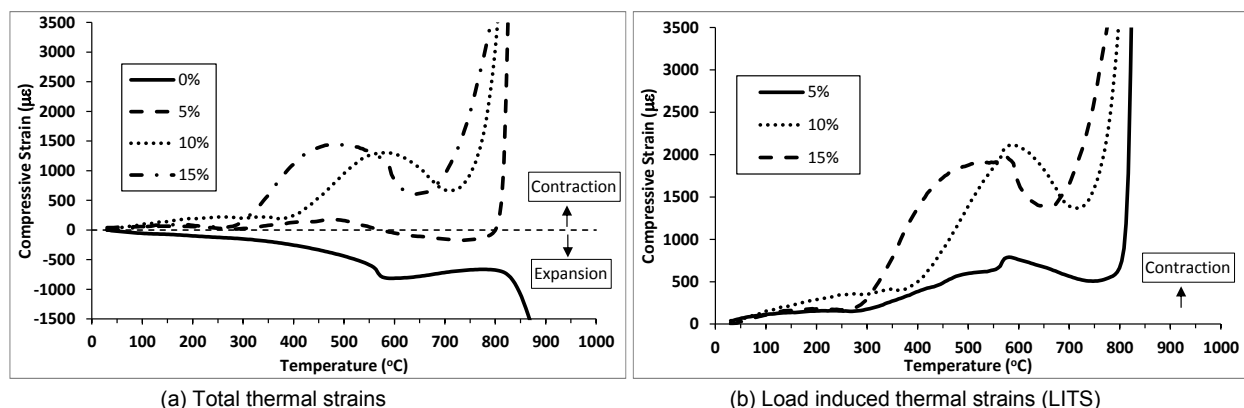 3500
3000
2500
2000
1500
1000
500
0
-500
-1000
-1500
Compressive Strain (µε)
0%
5%
10%
15%
Contraction
Expansion
0 100 200 300 400 500 600 700 800 900 1000
Temperature (°C)
(a) Total thermal strains
3500
3000
2500
2000
1500
1000
500
0
Compressive Strain (µε)
5%
10%
15%
Contraction
0 100 200 300 400 500 600 700 800 900 1000
Temperature (°C)
(b) Load induced thermal strains (LITS)